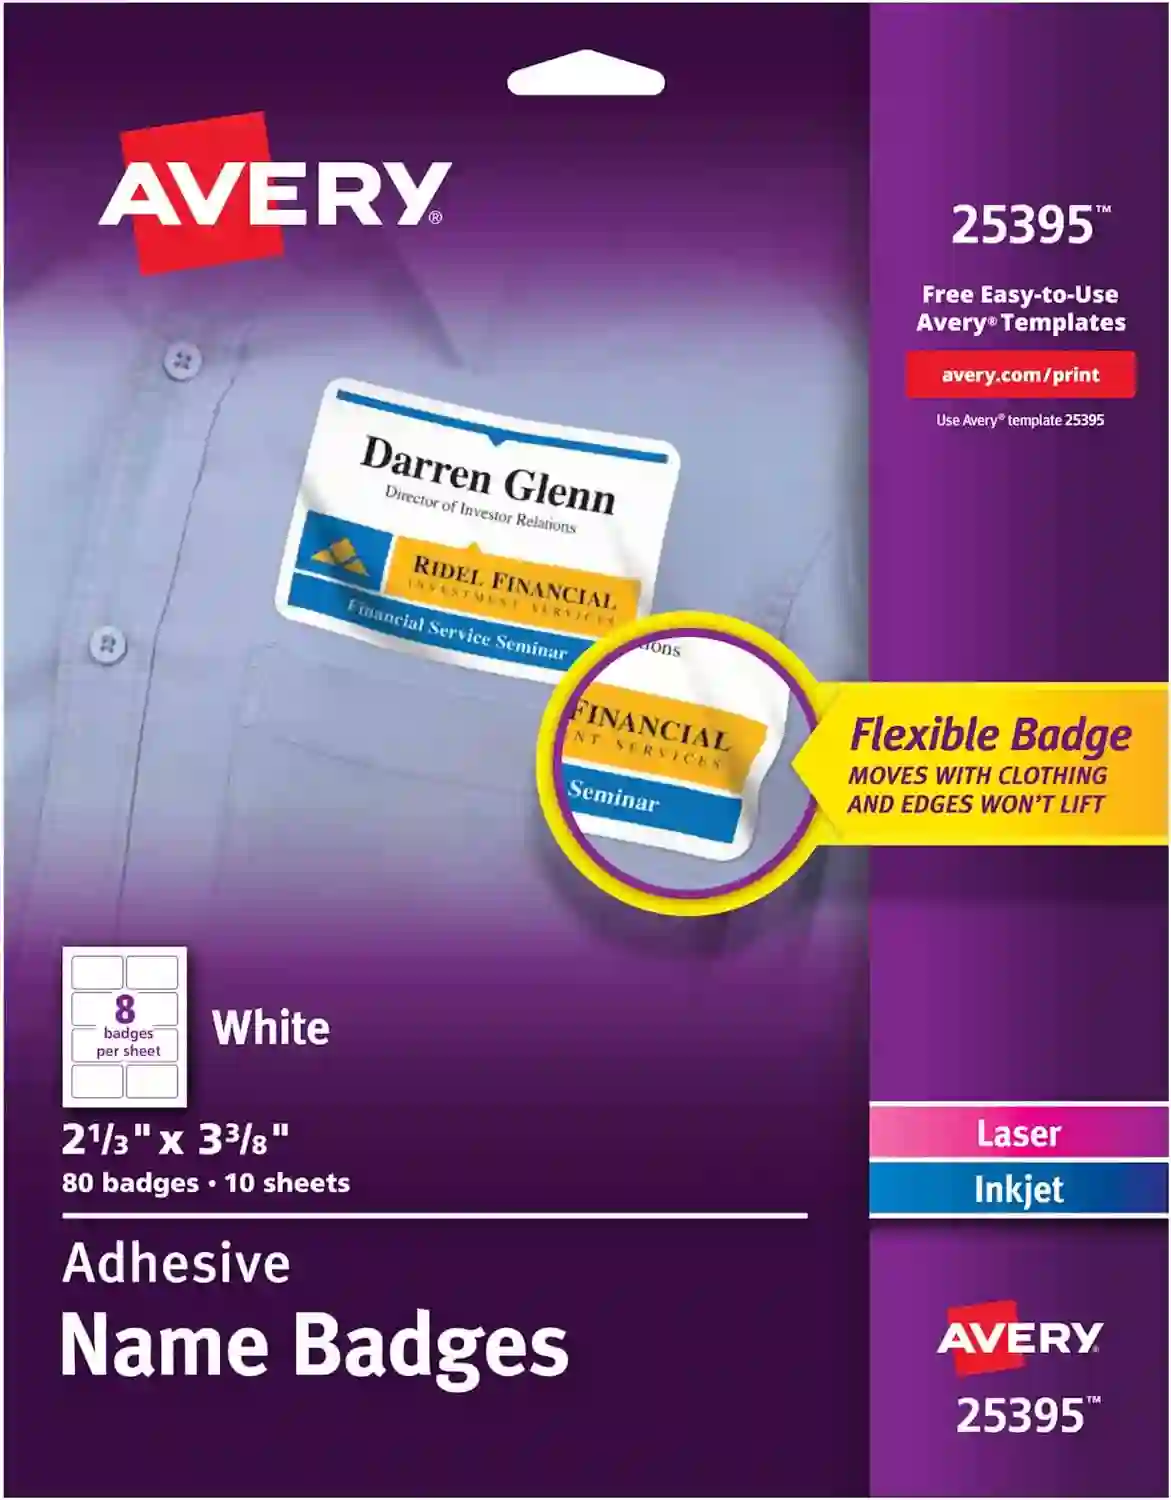 AVERY®
25395™
Free Easy-to-Use
Avery® Templates
avery.com/print
Use Avery® template 25395
Darren Glenn
Director of Investor Relations
RIDEL FINANCIAL
INVESTMENT SERVICES
Financial Service Seminar
ions
FINANCIAL
NT SERVICES
Seminar
Flexible Badge
MOVES WITH CLOTHING
AND EDGES WON'T LIFT
8
badges
per sheet
White
2 1/3" x 3 3/8"
80 badges • 10 sheets
Laser
Inkjet
Adhesive
Name Badges
AVERY®
25395™